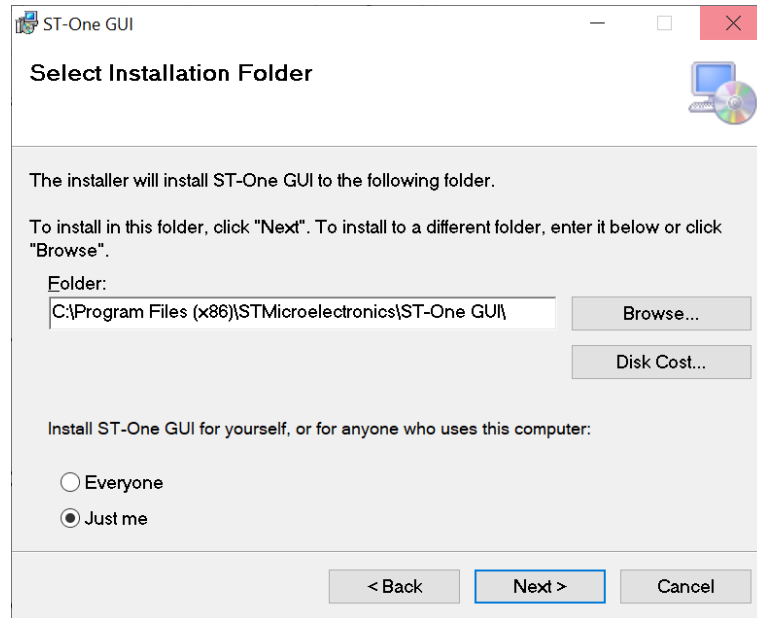 ST-One GUI
Select Installation Folder
The installer will install ST-One GUI to the following folder.
To install in this folder, click "Next". To install to a different folder, enter it below or click
"Browse".
Folder:
C:\Program Files (x86)\STMicroelectronics\ST-One GUI\
Browse...
Disk Cost...
Install ST-One GUI for yourself, or for anyone who uses this computer:
Everyone
Just me
< Back
Next >
Cancel